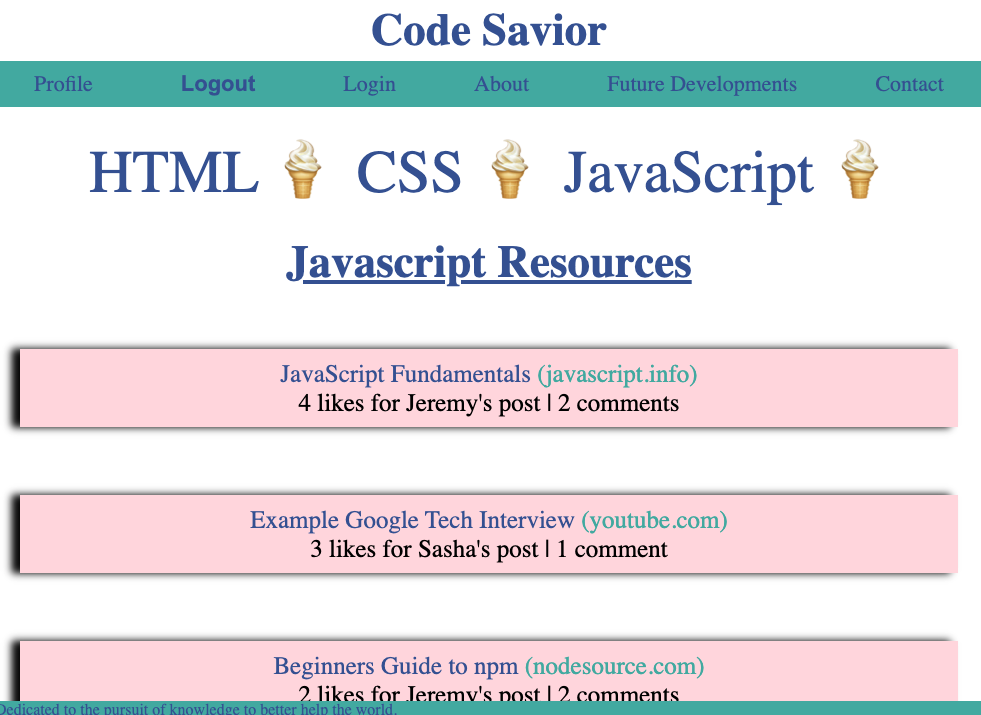 Code Savior
Profile Logout Login About Future Developments Contact
HTML CSS JavaScript
Javascript Resources
JavaScript Fundamentals (javascript.info)
4 likes for Jeremy's post | 2 comments
Example Google Tech Interview (youtube.com)
3 likes for Sasha's post | 1 comment
Beginners Guide to npm (nodesource.com)
2 likes for Jeremy's post | 2 comments
Dedicated to the pursuit of knowledge to better help the world.